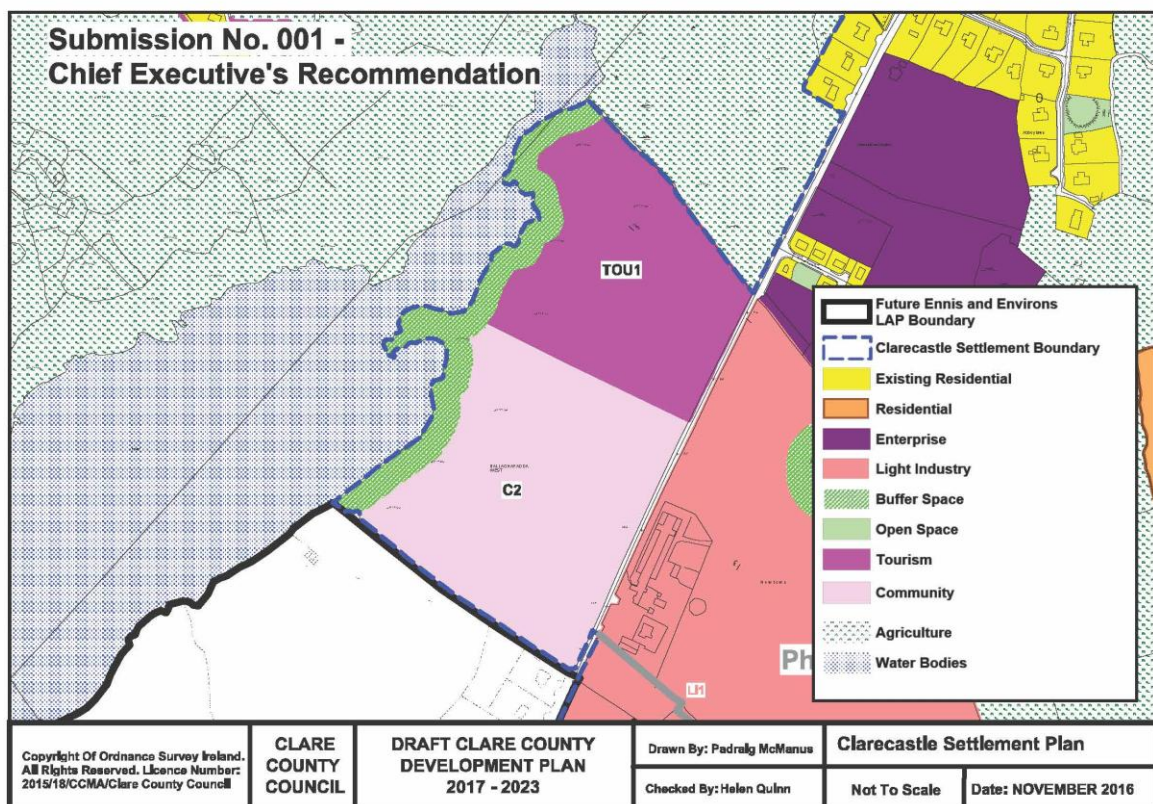 Submission No. 001 -
Chief Executive's Recommendation
TOU1
C2
LI1
Ph
Future Ennis and Environs
LAP Boundary
Clarecastle Settlement Boundary
Existing Residential
Residential
Enterprise
Light Industry
Buffer Space
Open Space
Tourism
Community
Agriculture
Water Bodies
Copyright Of Ordnance Survey Ireland.
All Rights Reserved. Licence Number:
2015/18/CCMA/Clare County Council
CLARE
COUNTY
COUNCIL
DRAFT CLARE COUNTY
DEVELOPMENT PLAN
2017 - 2023
Drawn By: Padraig McManus
Checked By: Helen Quinn
Clarecastle Settlement Plan
Not To Scale
Date: NOVEMBER 2016